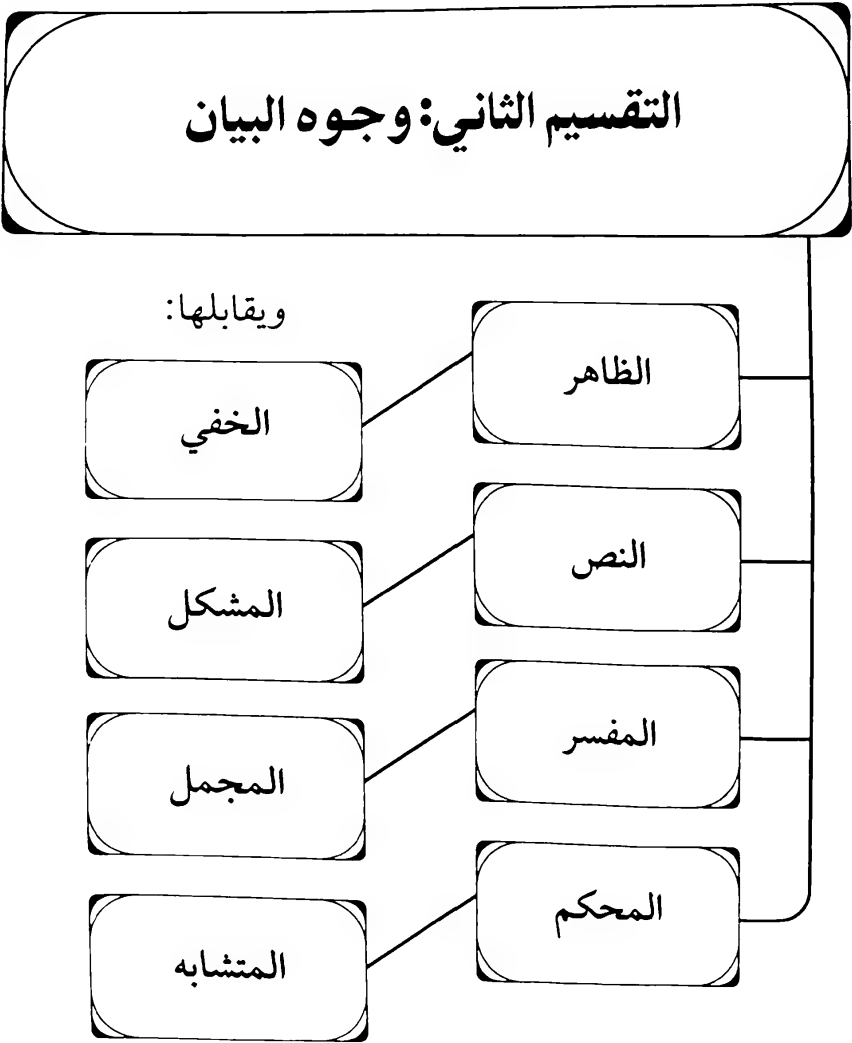 التقسيم الثاني: وجوه البيان
ويقابلها:
الظاهر
الخفي
النص
المشكل
المفسر
المجمل
المحكم
المتشابه